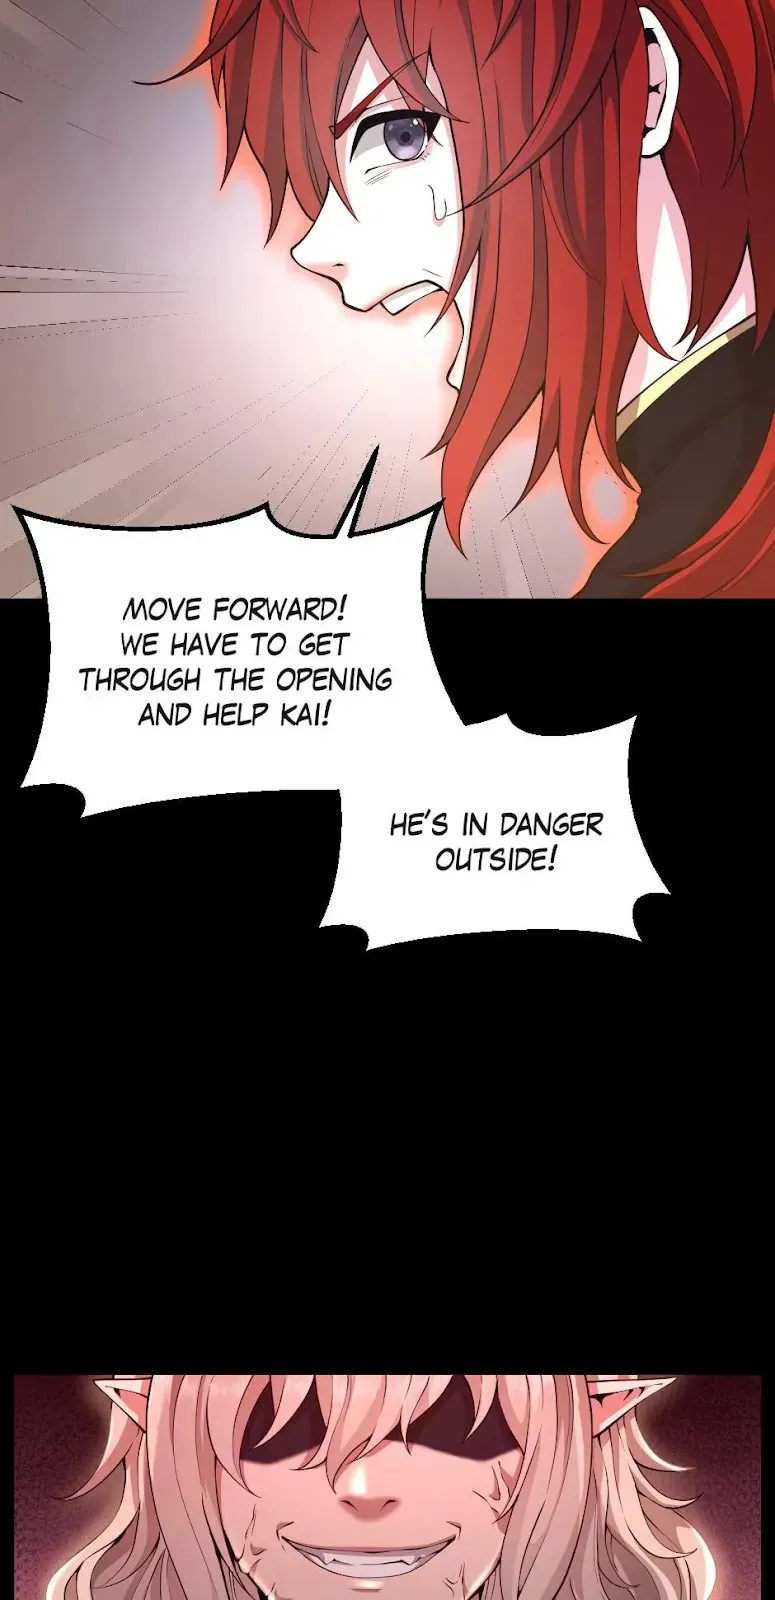 MOVE FORWARD!
WE HAVE TO GET
THROUGH THE OPENING
AND HELP KAI!
HE'S IN DANGER
OUTSIDE!